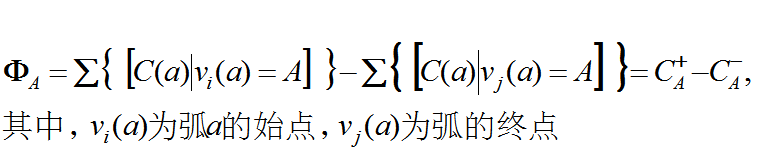 Φ_A = ∑{ [C(a)|v_i(a) = A] }−∑{ [C(a)|v_j(a) = A] }= C_A^+−C_A^−,
其中, v_i(a)为弧a的始点, v_j(a)为弧的终点